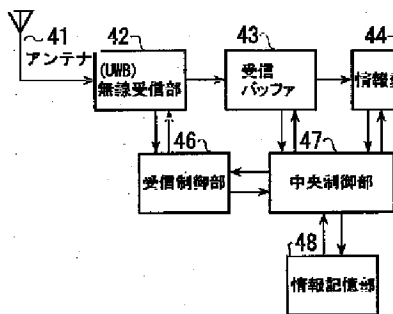 41
アンテナ
42
(UWB)
無線受信部
43
受信
バッファ
44
46
受信制御部
47
中央制御部
48
情報記憶部